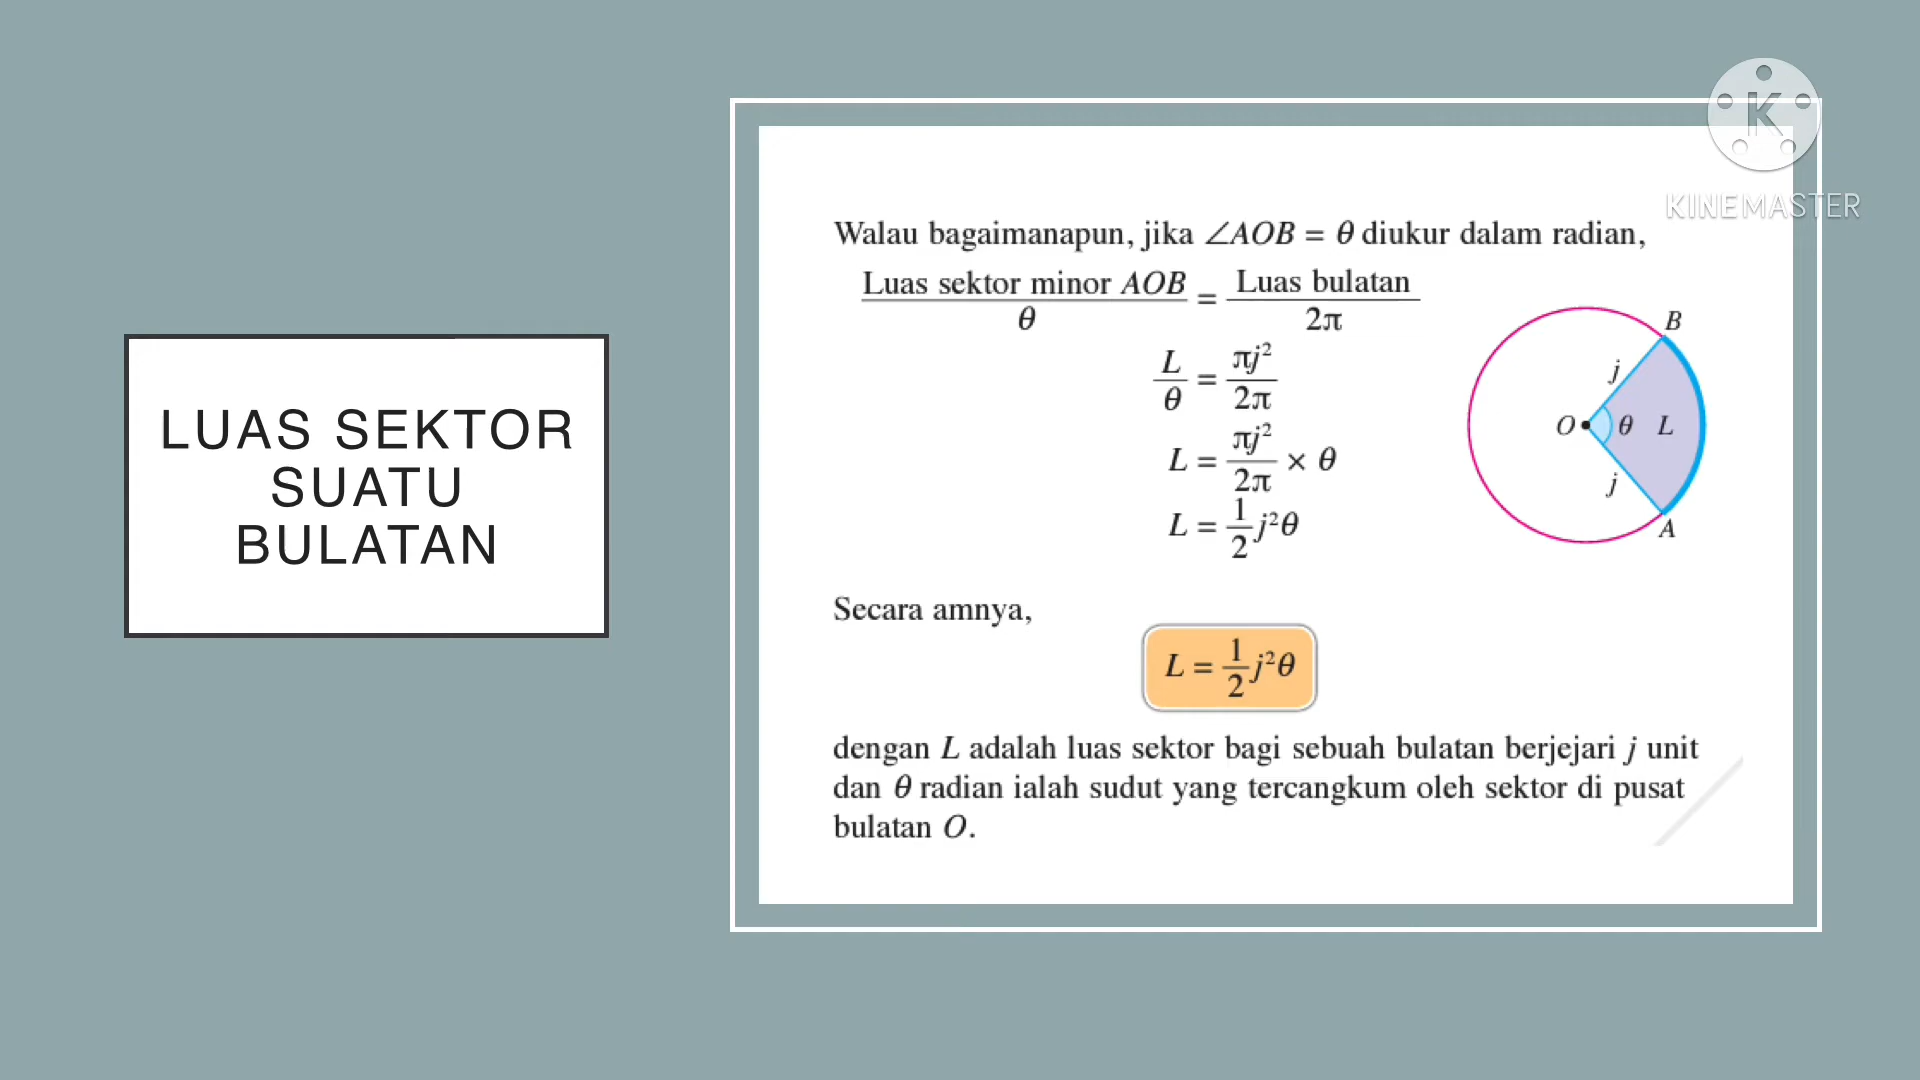 LUAS SEKTOR
SUATU
BULATAN
Walau bagaimanapun, jika ∠AOB = θ diukur dalam radian,
Luas sektor minor AOB / θ = Luas bulatan / 2π
L/θ = πj²/2π
L = πj²/2π × θ
L = 1/2 j²θ
B
j
O θ L
j
A
Secara amnya,
L = 1/2 j²θ
dengan L adalah luas sektor bagi sebuah bulatan berjejari j unit
dan θ radian ialah sudut yang tercangkum oleh sektor di pusat
bulatan O.
K
KINEMASTER